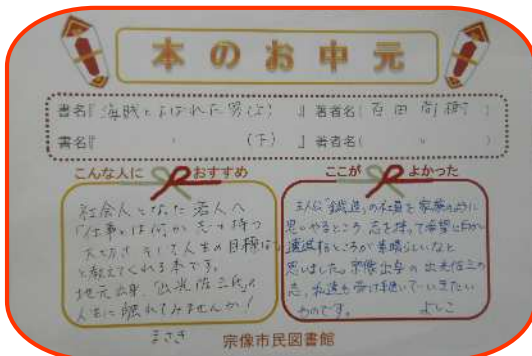 本のお中元
書名『海賊とよばれた男(上)』著者名(百田尚樹)
書名『 〃 (下)』著者名( 〃 )
こんな人に おすすめ
社会人となった若人へ
「仕事」とは何か 志を持つ
大切さ そして人生の目標は
と教えてくれる本です。
地元出身、「出光佐三氏」の
人生に触れてみませんか!
まさき
ここが よかった
主人公「鐵造」の社員を家族の様に
思いやるところ 志を持って希望に向かい
邁進するところが素晴らしいなと
思いました。宗像出身の出光佐三の
志、私達も受け継いでいきたい
ものです。 よしこ
宗像市民図書館